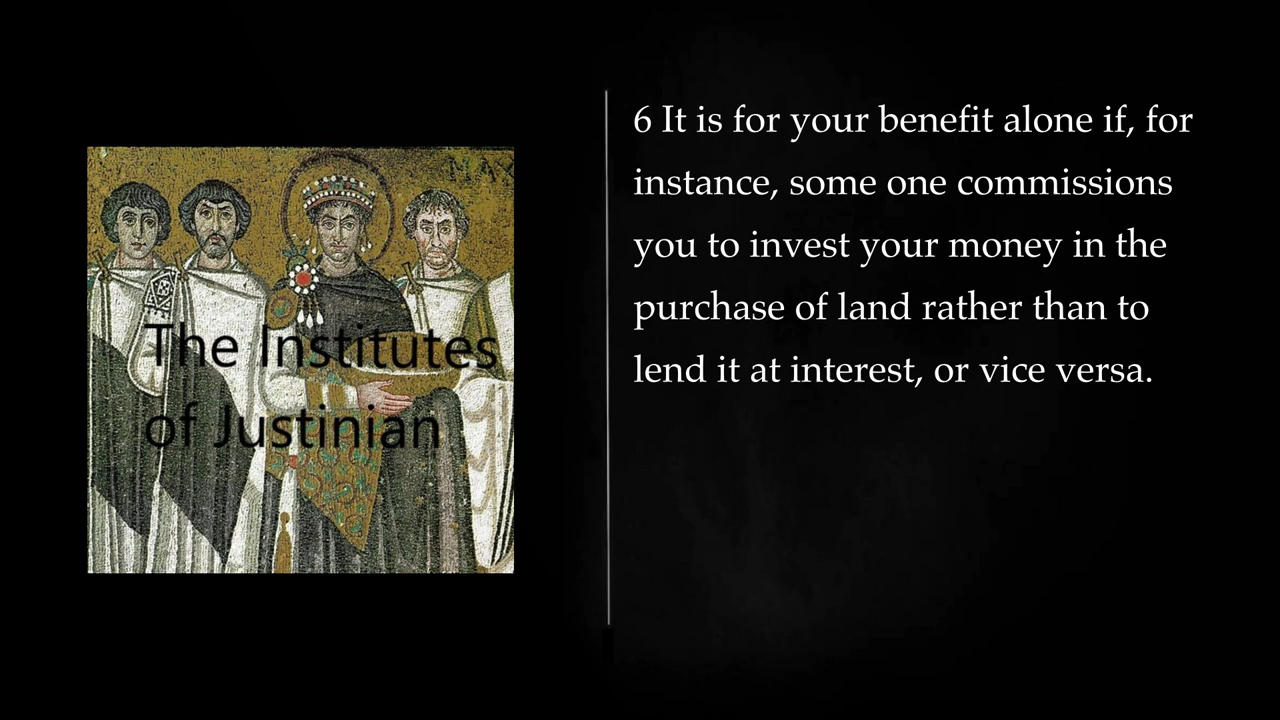 MAX
The Institutes
of Justinian
6 It is for your benefit alone if, for
instance, some one commissions
you to invest your money in the
purchase of land rather than to
lend it at interest, or vice versa.